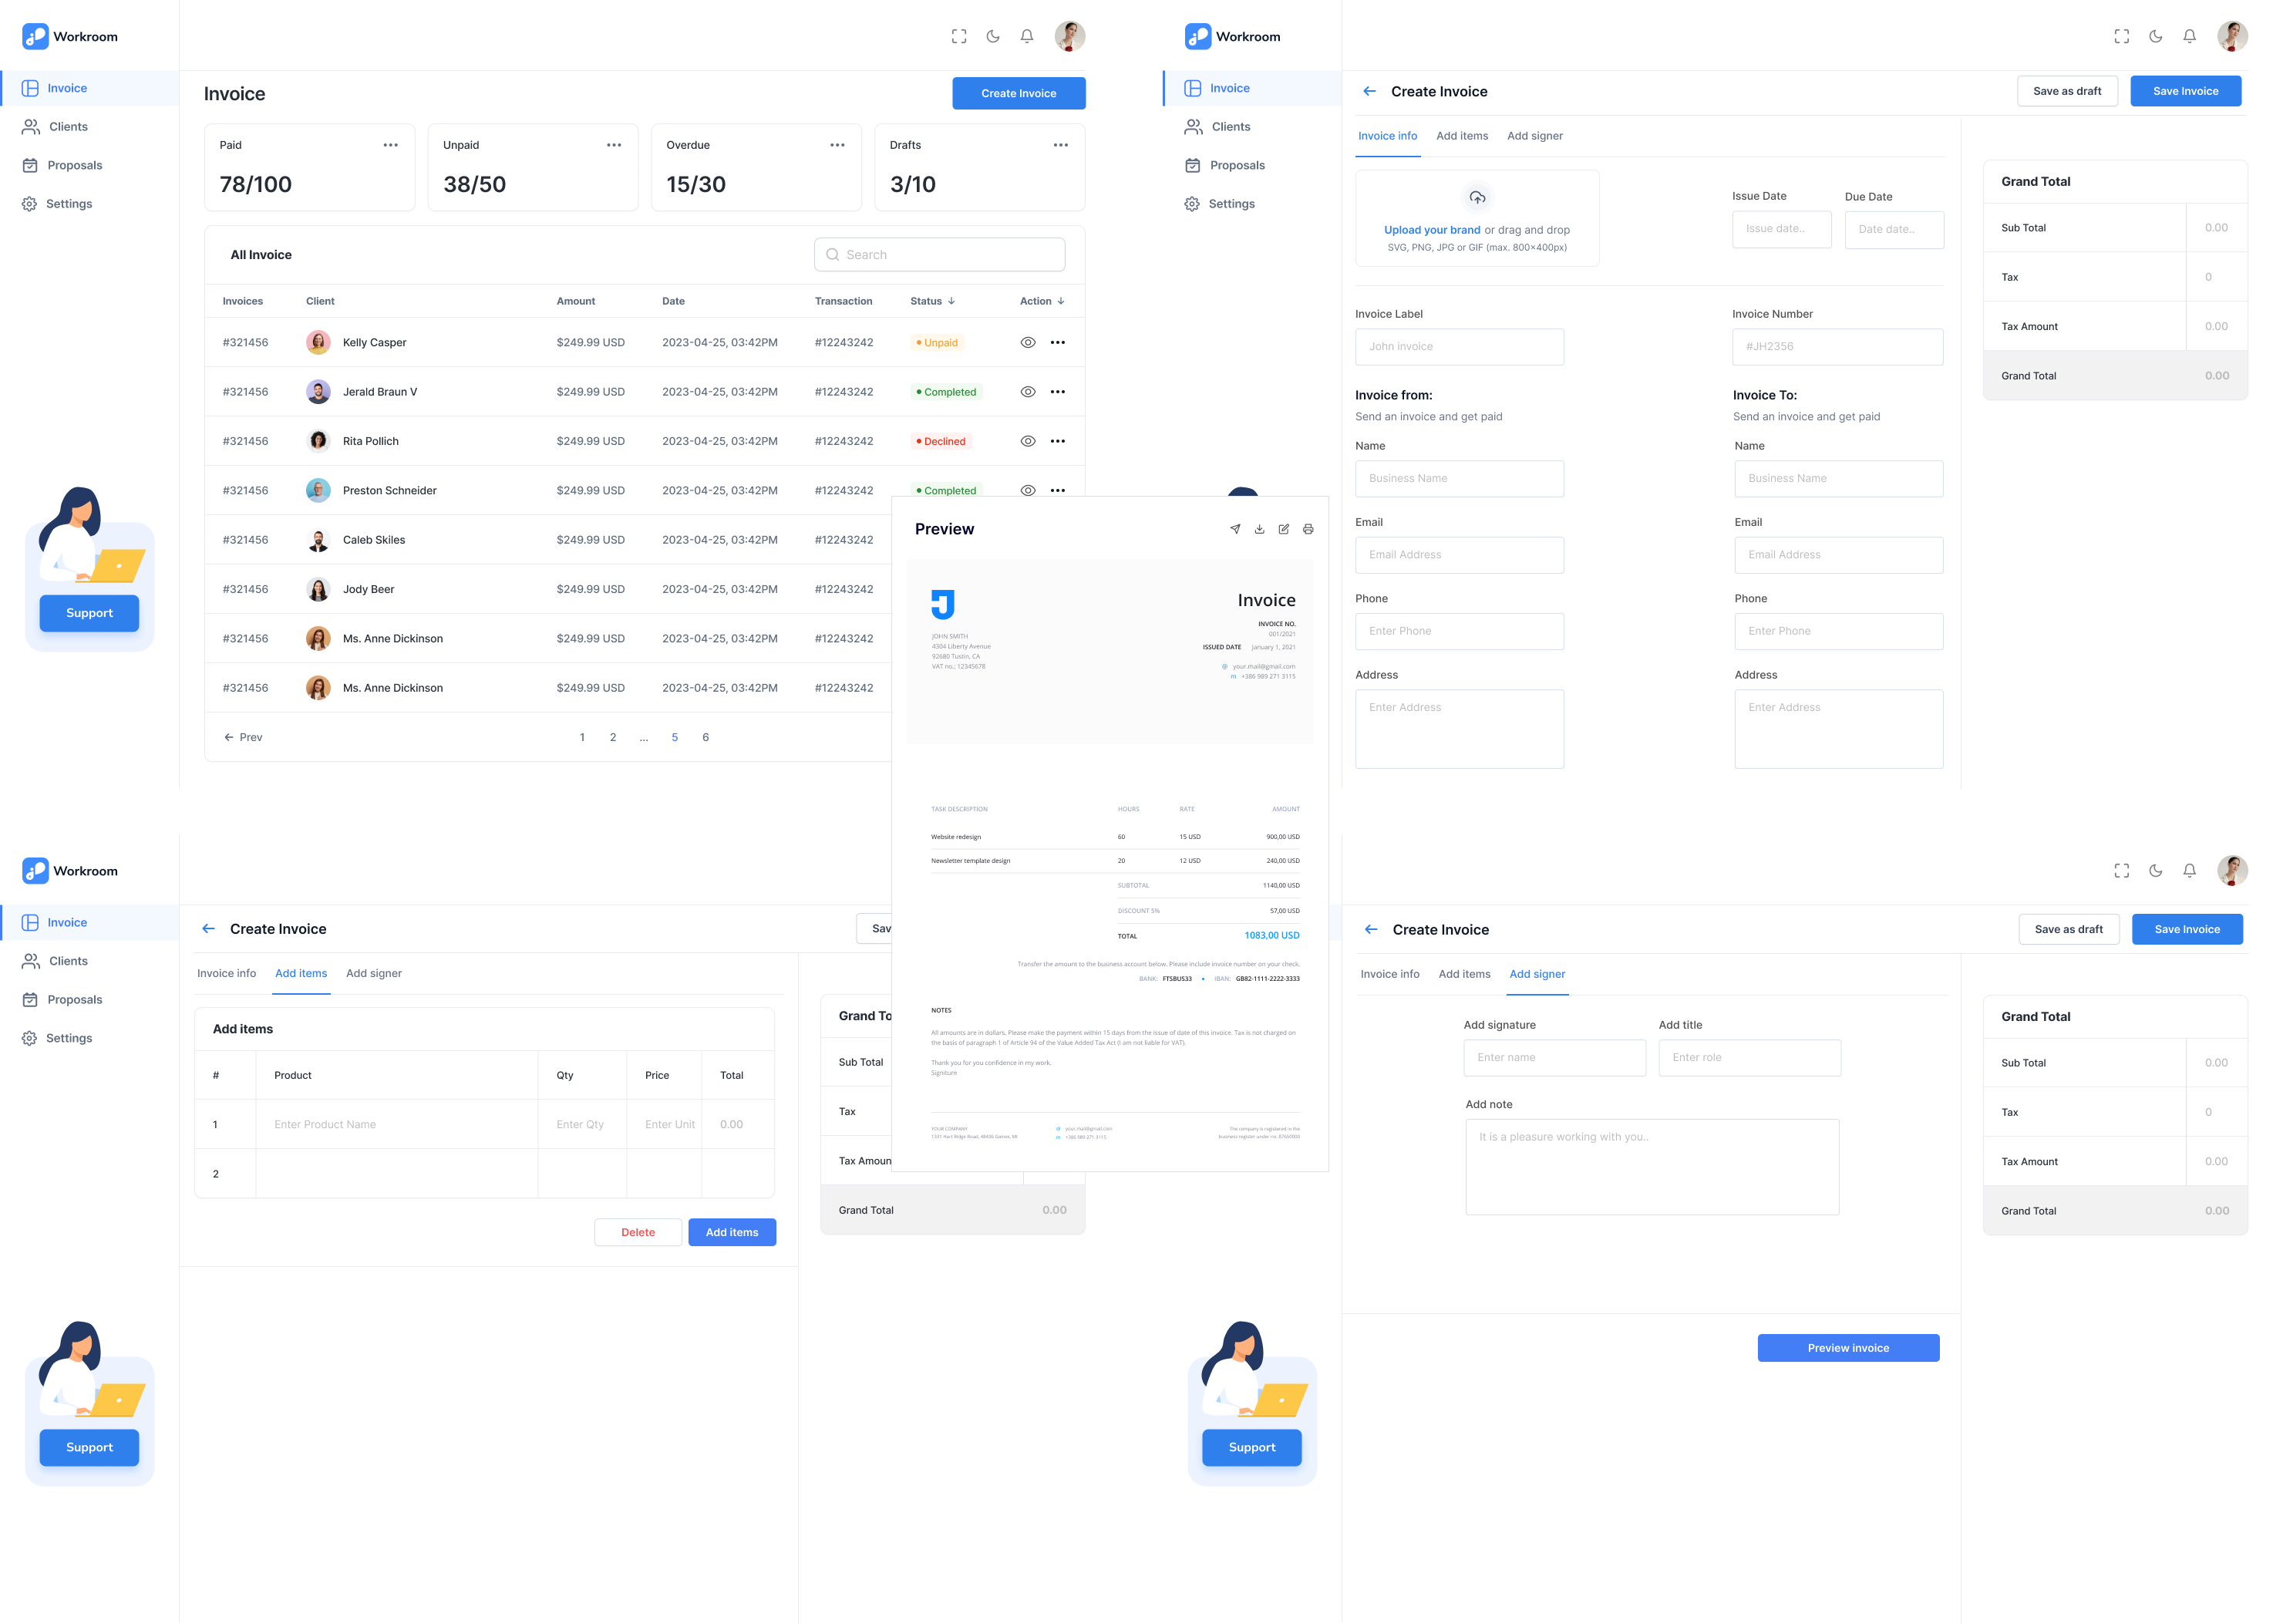 Workroom
Invoice
Clients
Proposals
Settings
Support
Invoice
Create Invoice
Paid
78/100
Unpaid
38/50
Overdue
15/30
Drafts
3/10
All Invoice
Search
Invoices Client Amount Date Transaction Status Action
#321456 Kelly Casper $249.99 USD 2023-04-25, 03:42PM #12243242 Unpaid
#321456 Jerald Braun V $249.99 USD 2023-04-25, 03:42PM #12243242 Completed
#321456 Rita Pollich $249.99 USD 2023-04-25, 03:42PM #12243242 Declined
#321456 Preston Schneider $249.99 USD 2023-04-25, 03:42PM #12243242 Completed
#321456 Caleb Skiles $249.99 USD 2023-04-25, 03:42PM #12243242
#321456 Jody Beer $249.99 USD 2023-04-25, 03:42PM #12243242
#321456 Ms. Anne Dickinson $249.99 USD 2023-04-25, 03:42PM #12243242
#321456 Ms. Anne Dickinson $249.99 USD 2023-04-25, 03:42PM #12243242
Prev 1 2 ... 5 6
Workroom
Invoice
Clients
Proposals
Settings
Create Invoice
Save as draft
Save Invoice
Invoice info Add items Add signer
Upload your brand or drag and drop
SVG, PNG, JPG or GIF (max. 800×400px)
Issue Date Due Date
Issue date.. Date date..
Invoice Label Invoice Number
John invoice #JH2356
Invoice from: Invoice To:
Send an invoice and get paid Send an invoice and get paid
Name Name
Business Name Business Name
Email Email
Email Address Email Address
Phone Phone
Enter Phone Enter Phone
Address Address
Enter Address Enter Address
Grand Total
Sub Total 0.00
Tax 0
Tax Amount 0.00
Grand Total 0.00
Preview
Invoice
INVOICE NO.
001/2021
ISSUED DATE January 1, 2021
@ your.mail@gmail.com
m +386 989 271 3115
JOHN SMITH
4304 Liberty Avenue
92680 Tustin, CA
VAT no.: 12345678
TASK DESCRIPTION HOURS RATE AMOUNT
Website redesign 60 15 USD 900,00 USD
Newsletter template design 20 12 USD 240,00 USD
SUBTOTAL 1140,00 USD
DISCOUNT 5% 57,00 USD
TOTAL 1083,00 USD
Transfer the amount to the business account below. Please include invoice number on your check.
BANK: FTSBUS33 • IBAN: GB82-1111-2222-3333
NOTES
All amounts are in dollars. Please make the payment within 15 days from the issue of date of this invoice. Tax is not charged on
the basis of paragraph 1 of Article 94 of the Value Added Tax Act (I am not liable for VAT).
Thank you for you confidence in my work.
Signiture
YOUR COMPANY
1331 Hart Ridge Road, 48436 Gaines, MI
@ your.mail@gmail.com
m +386 989 271 3115
The company is registered in the
business register under no. 87650000
Workroom
Invoice
Clients
Proposals
Settings
Support
Create Invoice
Sav
Invoice info Add items Add signer
Add items
# Product Qty Price Total
1 Enter Product Name Enter Qty Enter Unit 0.00
2
Delete Add items
Grand To
Sub Total
Tax
Tax Amoun
Grand Total 0.00
Support
Create Invoice
Save as draft
Save Invoice
Invoice info Add items Add signer
Add signature Add title
Enter name Enter role
Add note
It is a pleasure working with you..
Preview invoice
Grand Total
Sub Total 0.00
Tax 0
Tax Amount 0.00
Grand Total 0.00